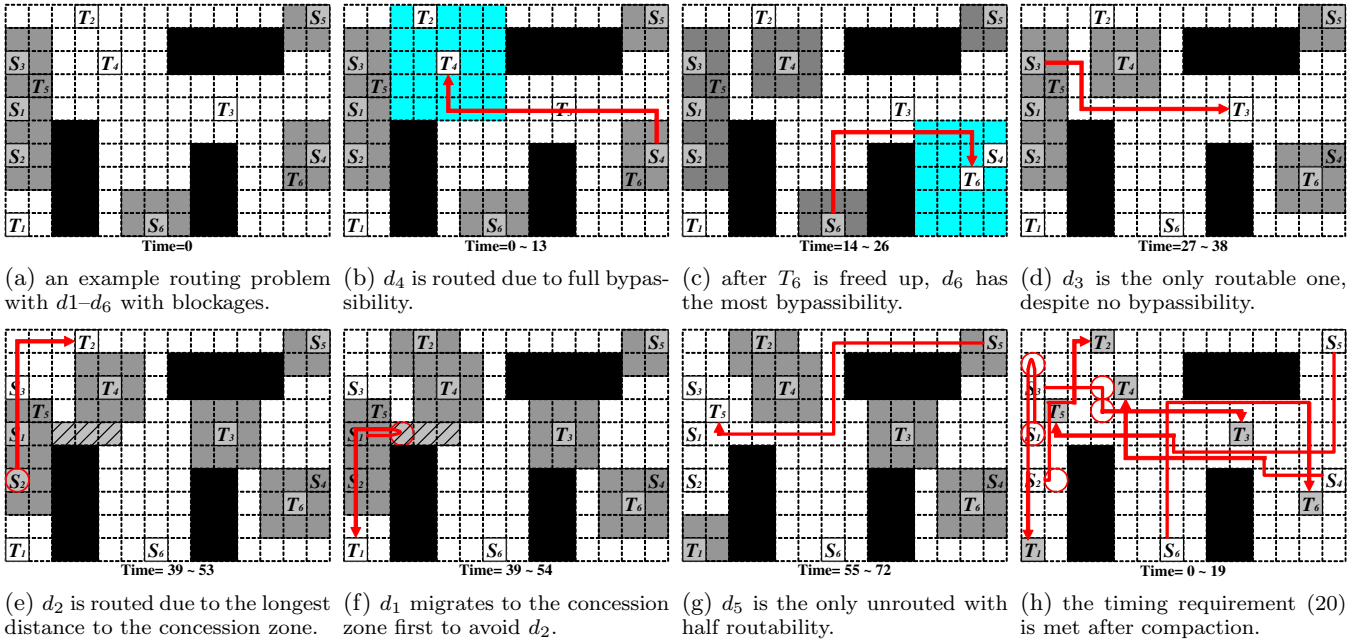 T2 S5
S3 T4
T5
S1 T3
S2 S4
T6
T1 S6
Time=0
(a) an example routing problem
with d1–d6 with blockages.
T2 S5
S3 T4
T5
S1 T3
S2 S4
T6
T1 S6
Time=0 ~ 13
(b) d4 is routed due to full bypas-
sibility.
T2 S5
S3 T4
T5
S1 T3
S2 S4
T6
T1 S6
Time=14 ~ 26
(c) after T6 is freed up, d6 has
the most bypassibility.
T2 S5
S3 T4
T5
S1 T3
S2 S4
T6
T1 S6
Time=27 ~ 38
(d) d3 is the only routable one,
despite no bypassibility.
T2 S5
S3 T4
T5
S1 T3
S2 S4
T6
T1 S6
Time= 39 ~ 53
(e) d2 is routed due to the longest
distance to the concession zone.
T2 S5
S3 T4
T5
S1 T3
S2 S4
T6
T1 S6
Time= 39 ~ 54
(f) d1 migrates to the concession
zone first to avoid d2.
T2 S5
S3 T4
T5
S1 T3
S2 S4
T6
T1 S6
Time= 55 ~ 72
(g) d5 is the only unrouted with
half routability.
T2 S5
S3 T4
T5
S1 T3
S2 S4
T6
T1 S6
Time= 0 ~ 19
(h) the timing requirement (20)
is met after compaction.